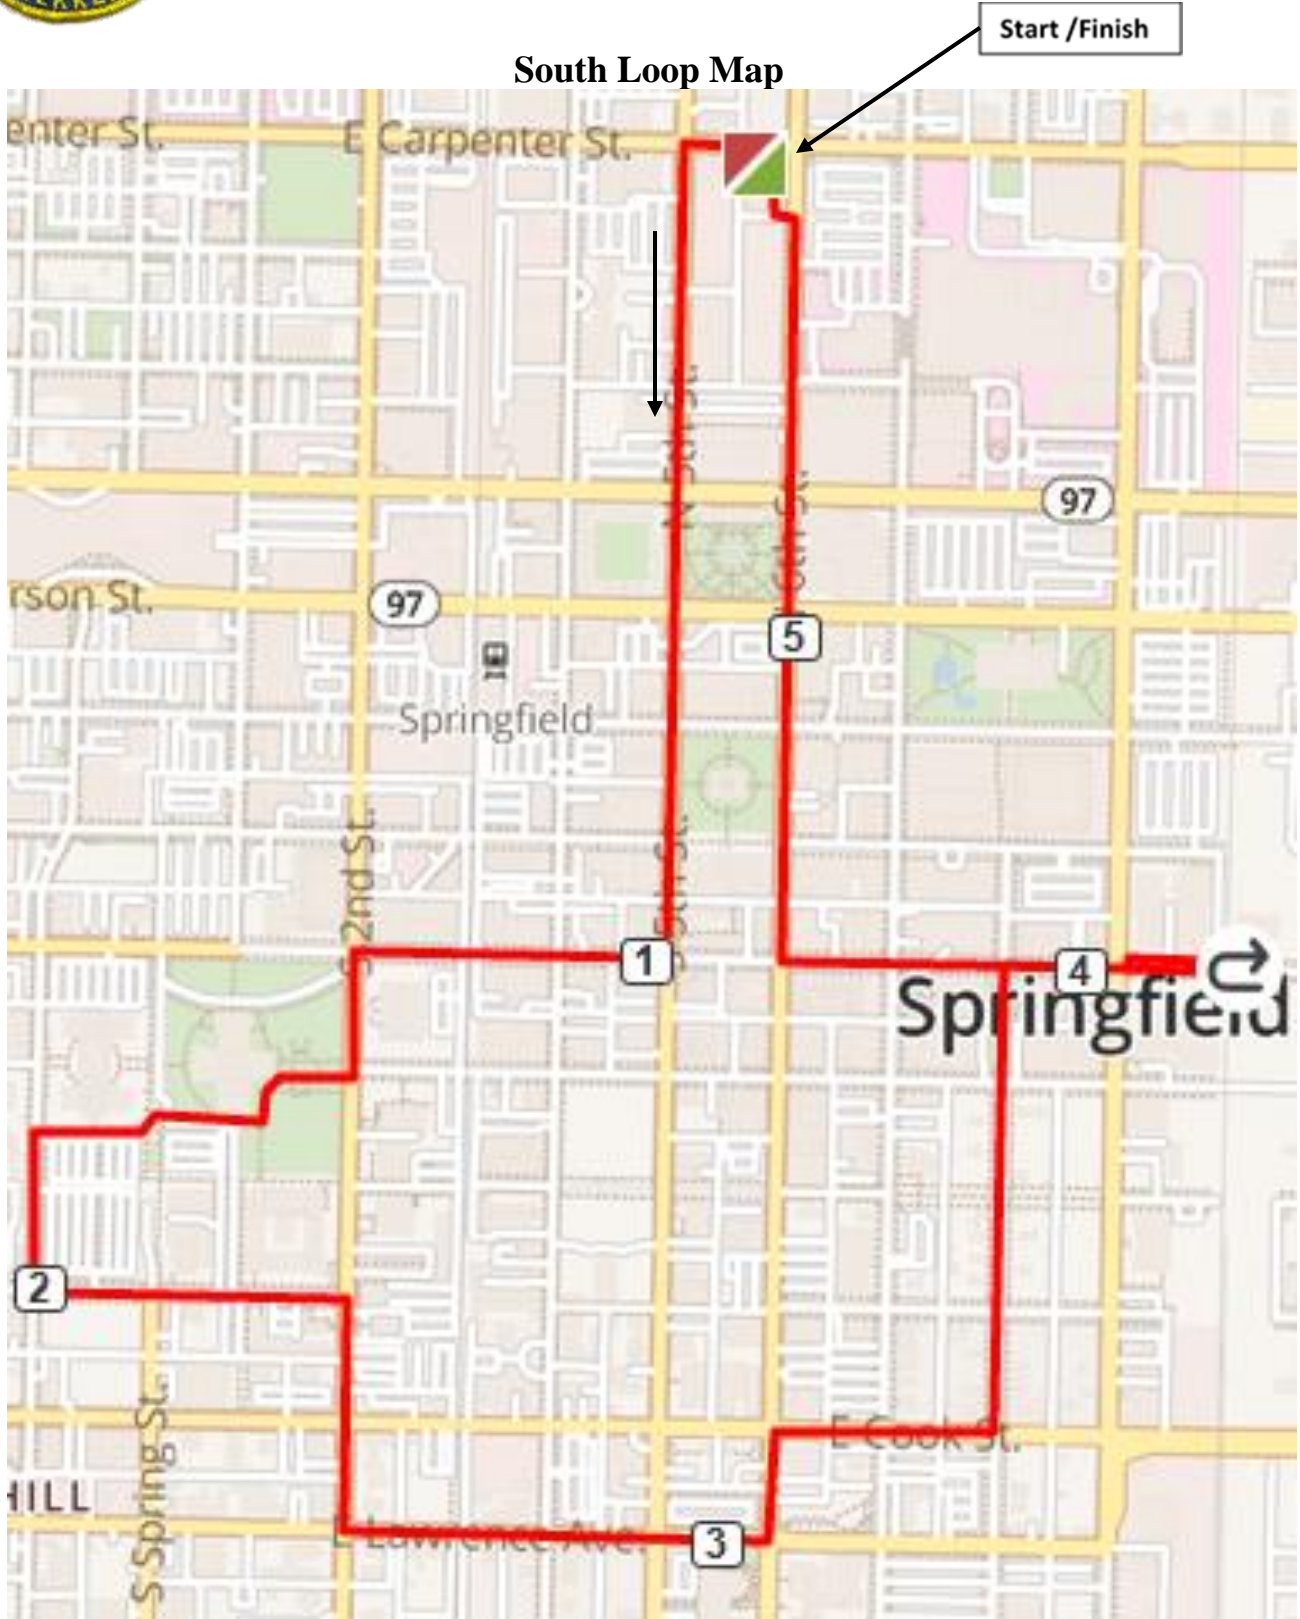 Start /Finish
South Loop Map
enter St.
E Carpenter St.
N 5th St.
97
6th St.
rson St.
97
5
Springfield
S 2nd St.
S 5th St.
1
4
Springfield
2
E Cook St.
S Spring St.
HILL
E Lawrence Ave.
3